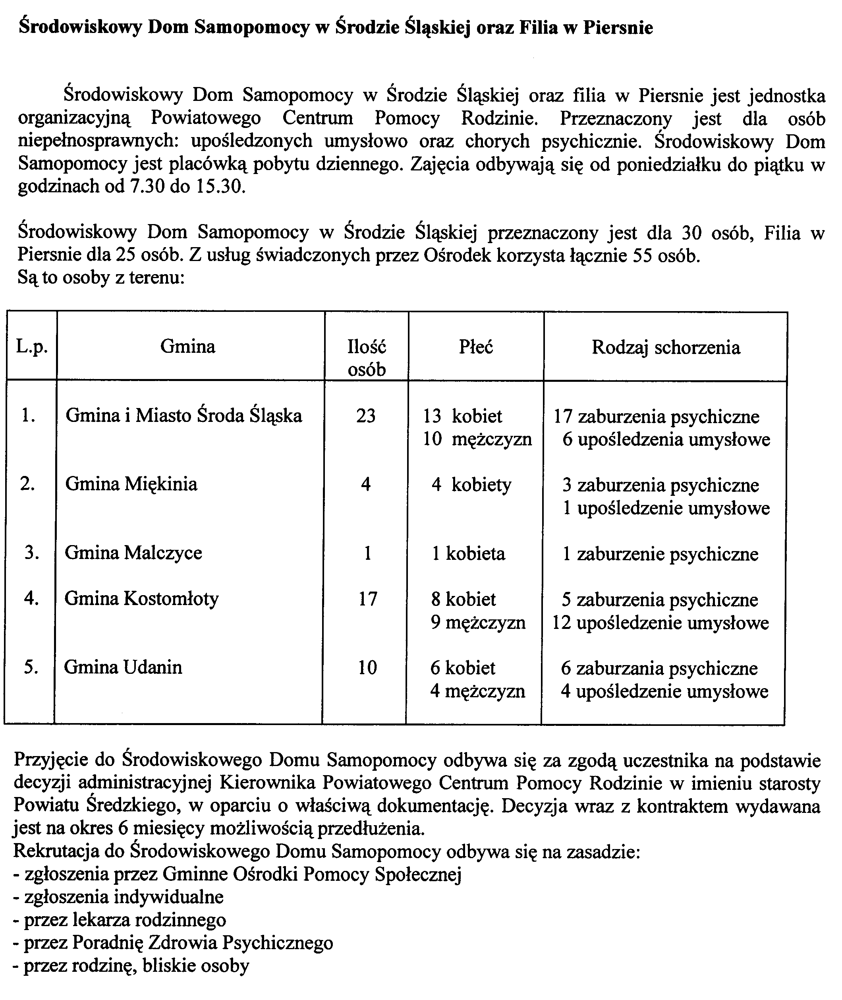 Środowiskowy Dom Samopomocy w Środzie Śląskiej oraz Filia w Piersnie
Środowiskowy Dom Samopomocy w Środzie Śląskiej oraz filia w Piersnie jest jednostka
organizacyjną Powiatowego Centrum Pomocy Rodzinie. Przeznaczony jest dla osób
niepełnosprawnych: upośledzonych umysłowo oraz chorych psychicznie. Środowiskowy Dom
Samopomocy jest placówką pobytu dziennego. Zajęcia odbywają się od poniedziałku do piątku w
godzinach od 7.30 do 15.30.
Środowiskowy Dom Samopomocy w Środzie Śląskiej przeznaczony jest dla 30 osób, Filia w
Piersnie dla 25 osób. Z usług świadczonych przez Ośrodek korzysta łącznie 55 osób.
Są to osoby z terenu:
L.p. Gmina Ilość Płeć Rodzaj schorzenia
osób
1. Gmina i Miasto Środa Śląska 23 13 kobiet 17 zaburzenia psychiczne
10 mężczyzn 6 upośledzenia umysłowe
2. Gmina Miękinia 4 4 kobiety 3 zaburzenia psychiczne
1 upośledzenie umysłowe
3. Gmina Malczyce 1 1 kobieta 1 zaburzenie psychiczne
4. Gmina Kostomłoty 17 8 kobiet 5 zaburzenia psychiczne
9 mężczyzn 12 upośledzenie umysłowe
5. Gmina Udanin 10 6 kobiet 6 zaburzania psychiczne
4 mężczyzn 4 upośledzenie umysłowe
Przyjęcie do Środowiskowego Domu Samopomocy odbywa się za zgodą uczestnika na podstawie
decyzji administracyjnej Kierownika Powiatowego Centrum Pomocy Rodzinie w imieniu starosty
Powiatu Średzkiego, w oparciu o właściwą dokumentację. Decyzja wraz z kontraktem wydawana
jest na okres 6 miesięcy możliwością przedłużenia.
Rekrutacja do Środowiskowego Domu Samopomocy odbywa się na zasadzie:
- zgłoszenia przez Gminne Ośrodki Pomocy Społecznej
- zgłoszenia indywidualne
- przez lekarza rodzinnego
- przez Poradnię Zdrowia Psychicznego
- przez rodzinę, bliskie osoby